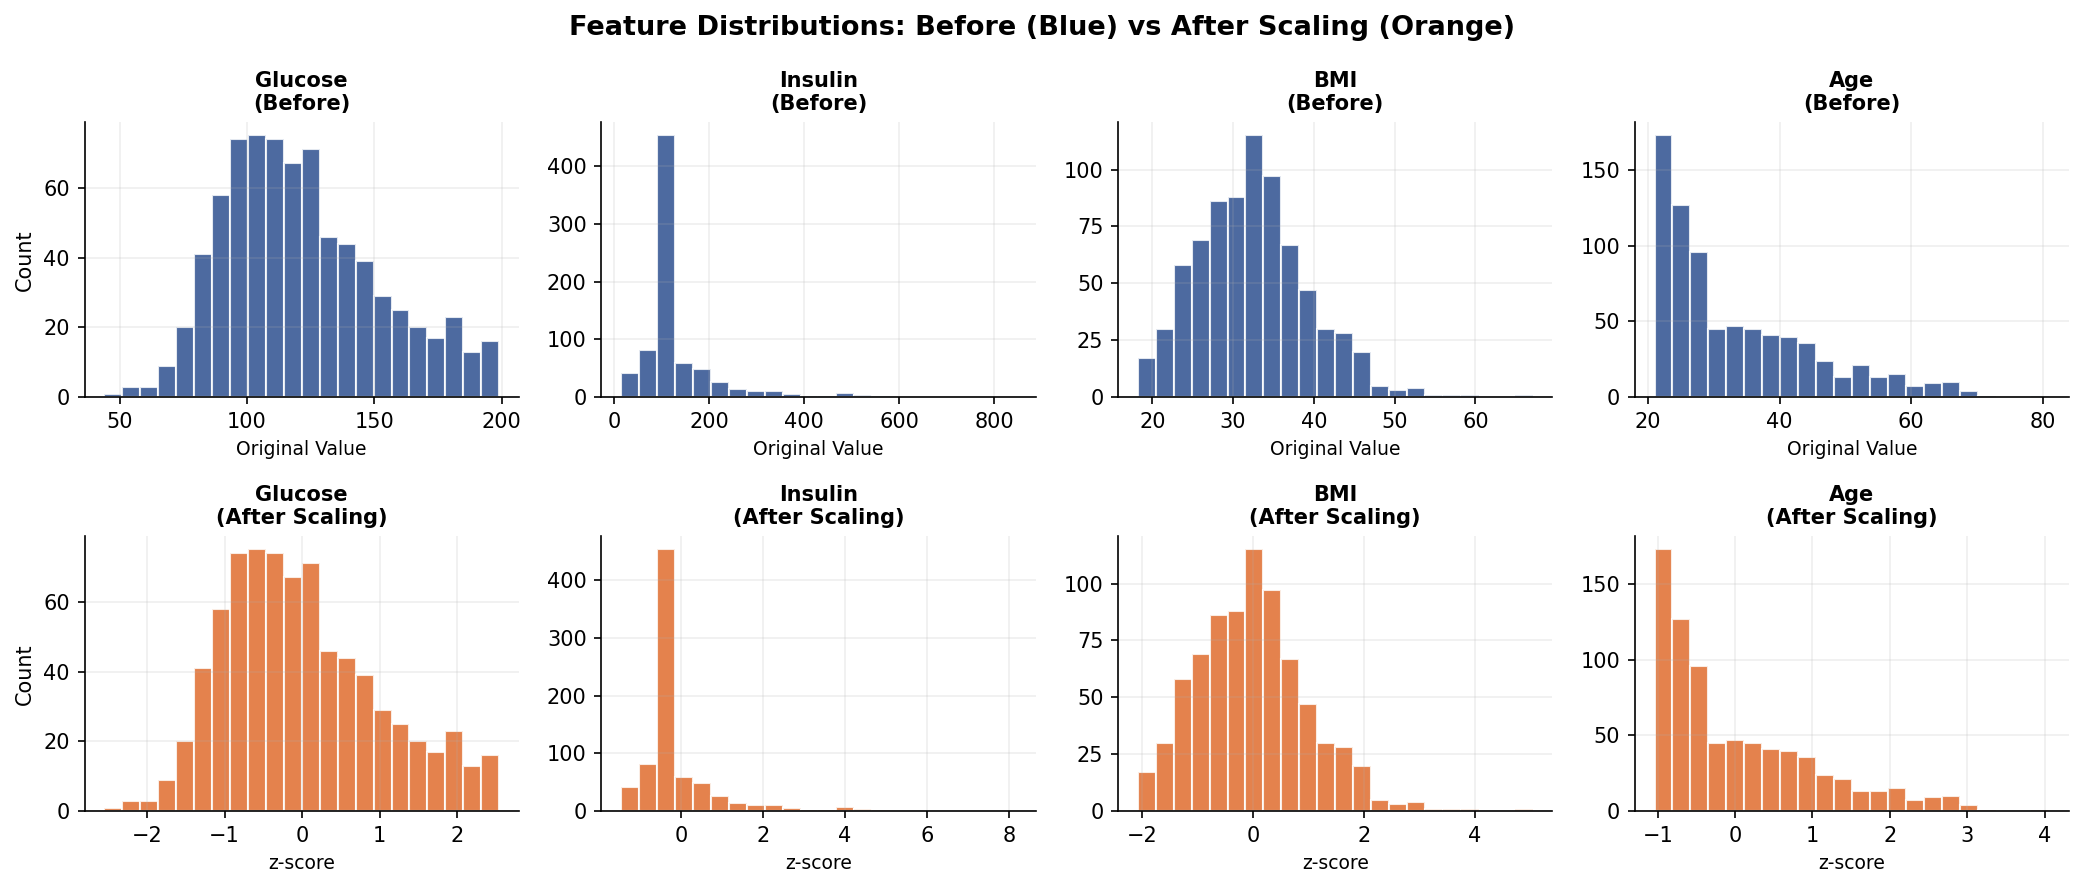 Feature Distributions: Before (Blue) vs After Scaling (Orange)
Glucose
(Before)
Insulin
(Before)
BMI
(Before)
Age
(Before)
Count
60
40
20
0
50 100 150 200
Original Value
400
300
200
100
0
0 200 400 600 800
Original Value
100
75
50
25
0
20 30 40 50 60
Original Value
150
100
50
0
20 40 60 80
Original Value
Glucose
(After Scaling)
Insulin
(After Scaling)
BMI
(After Scaling)
Age
(After Scaling)
Count
60
40
20
0
−2 −1 0 1 2
z-score
400
300
200
100
0
0 2 4 6 8
z-score
100
75
50
25
0
−2 0 2 4
z-score
150
100
50
0
−1 0 1 2 3 4
z-score